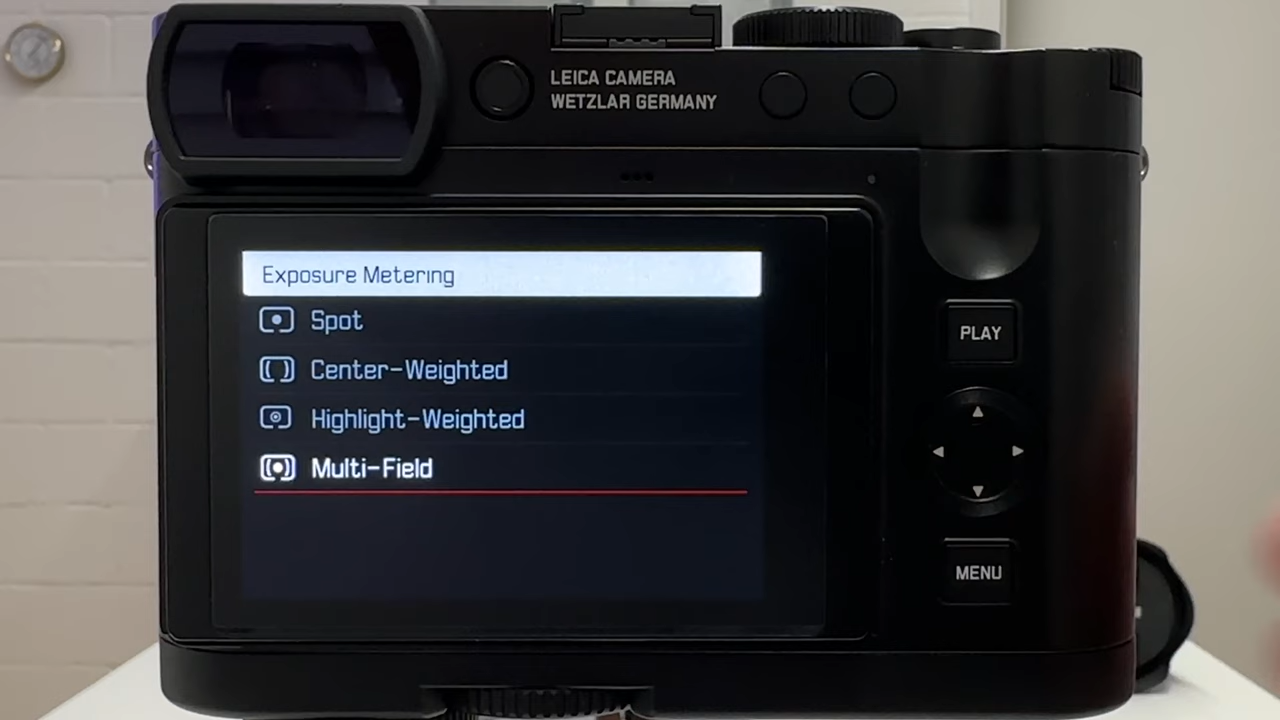 LEICA CAMERA
WETZLAR GERMANY
Exposure Metering
Spot
Center-Weighted
Highlight-Weighted
Multi-Field
PLAY
MENU